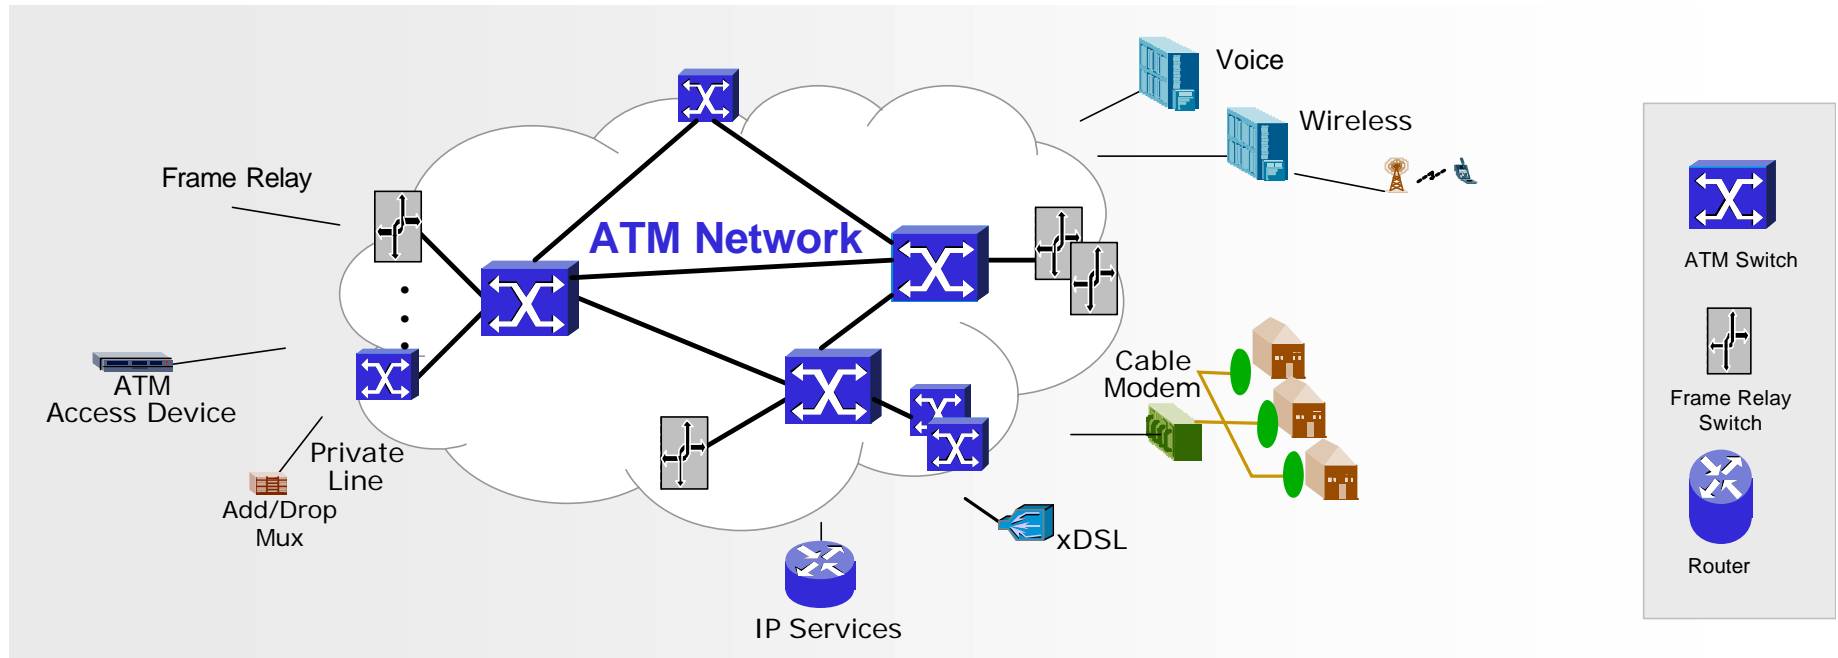 Voice
Wireless
Frame Relay
ATM Network
ATM
Access Device
Private
Line
Add/Drop
Mux
Cable
Modem
xDSL
IP Services
ATM Switch
Frame Relay
Switch
Router